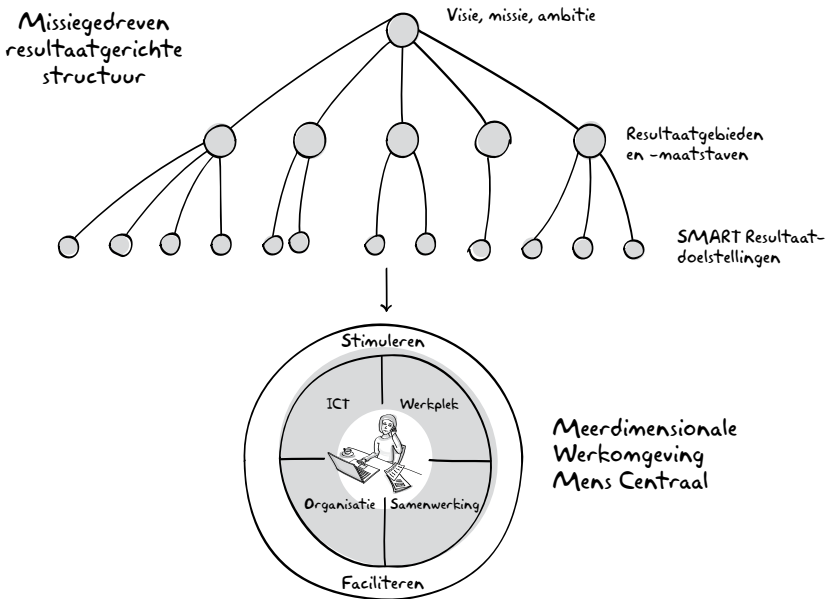 Missiegedreven
resultaatgerichte
structuur
Visie, missie, ambitie
Resultaatgebieden
en -maatstaven
SMART Resultaat-
doelstellingen
Stimuleren
ICT
Werkplek
Organisatie
Samenwerking
Faciliteren
Meerdimensionale
Werkomgeving
Mens Centraal